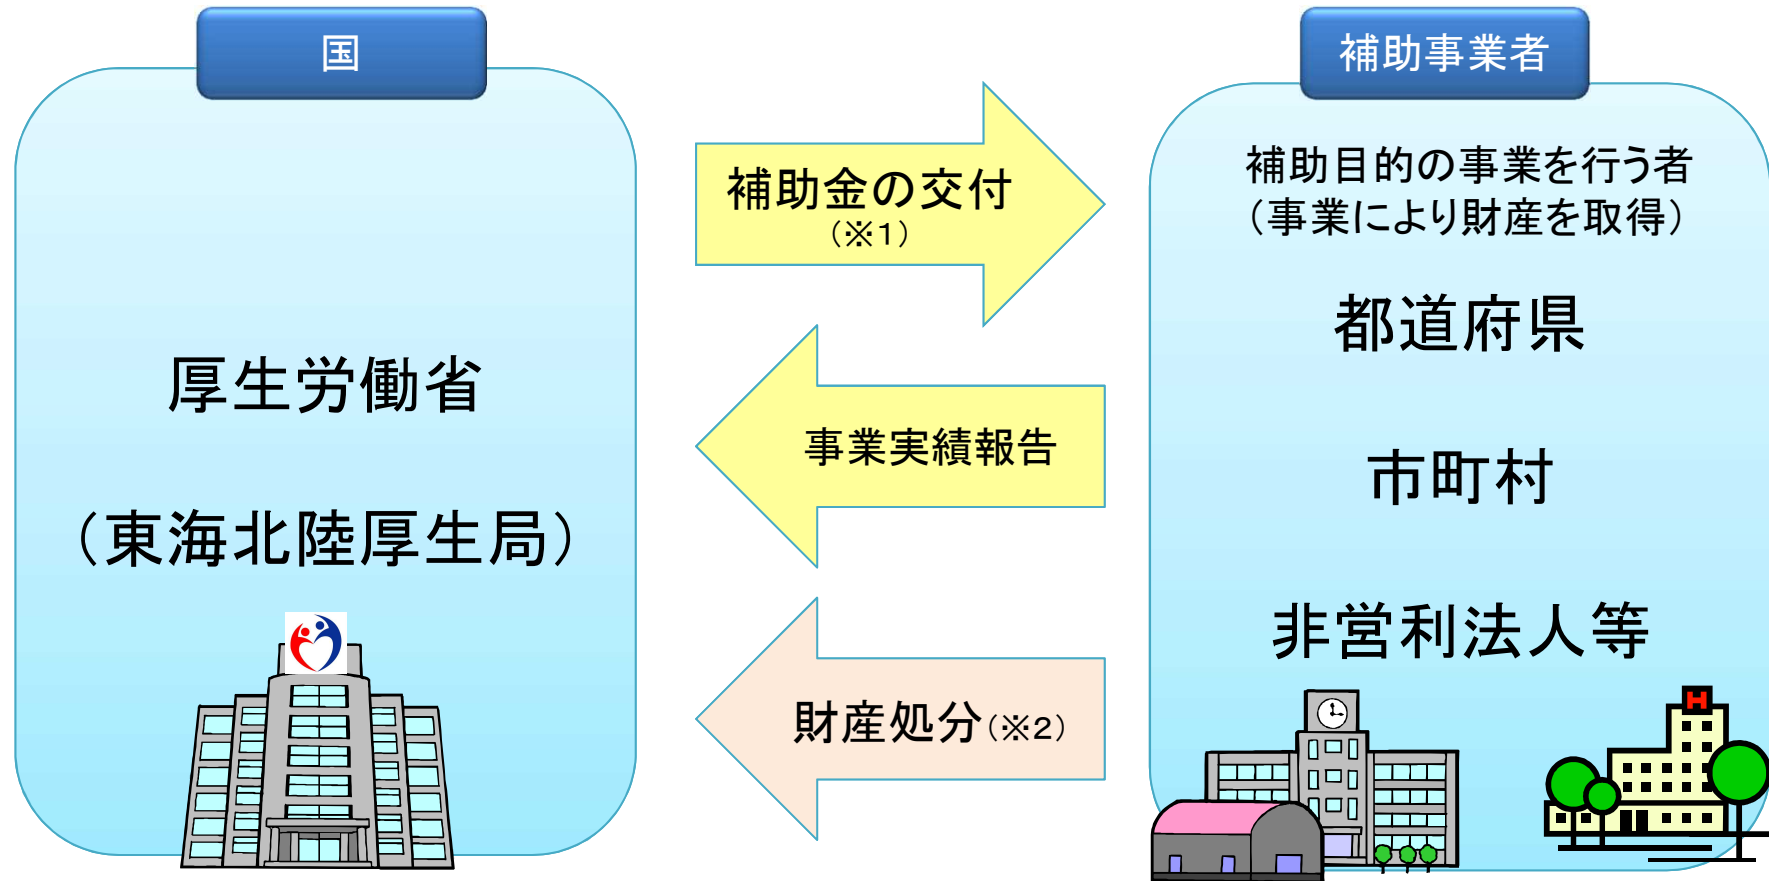 国
厚生労働省
（東海北陸厚生局）
補助金の交付
（※1）
事業実績報告
財産処分（※2）
補助事業者
補助目的の事業を行う者
（事業により財産を取得）
都道府県
市町村
非営利法人等
H